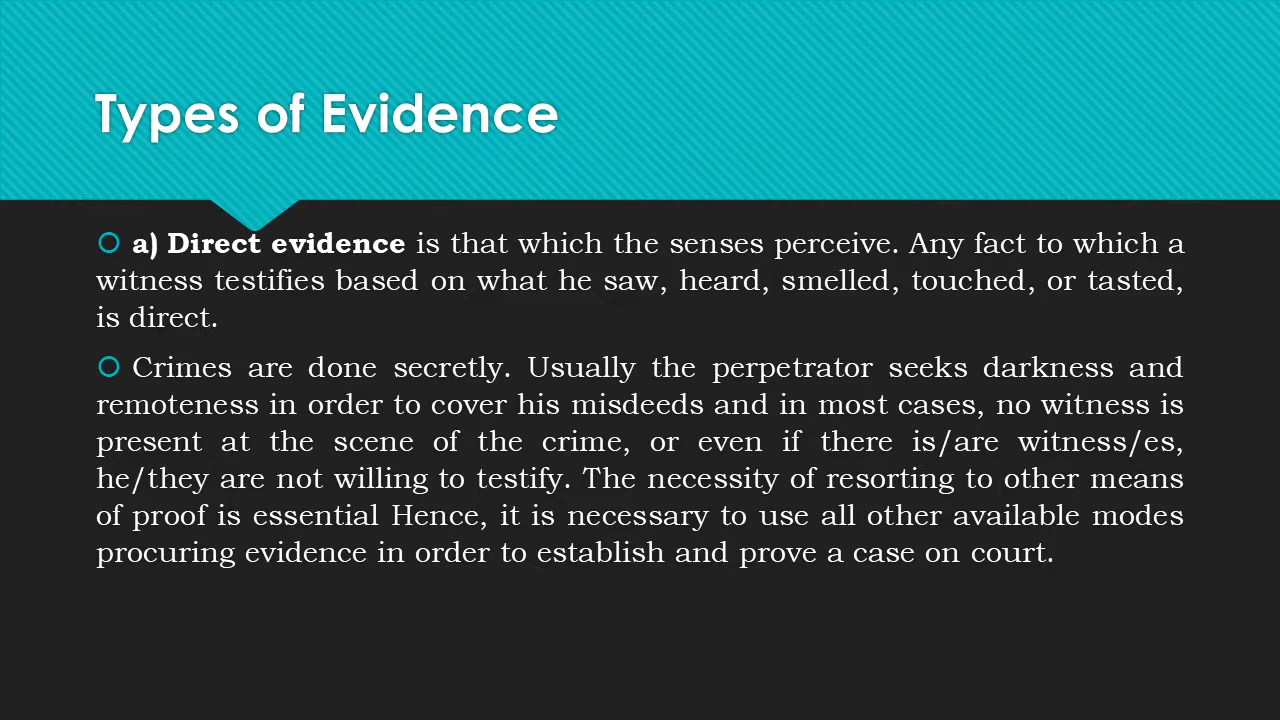 Types of Evidence
a) Direct evidence is that which the senses perceive. Any fact to which a
witness testifies based on what he saw, heard, smelled, touched, or tasted,
is direct.
Crimes are done secretly. Usually the perpetrator seeks darkness and
remoteness in order to cover his misdeeds and in most cases, no witness is
present at the scene of the crime, or even if there is/are witness/es,
he/they are not willing to testify. The necessity of resorting to other means
of proof is essential Hence, it is necessary to use all other available modes
procuring evidence in order to establish and prove a case on court.